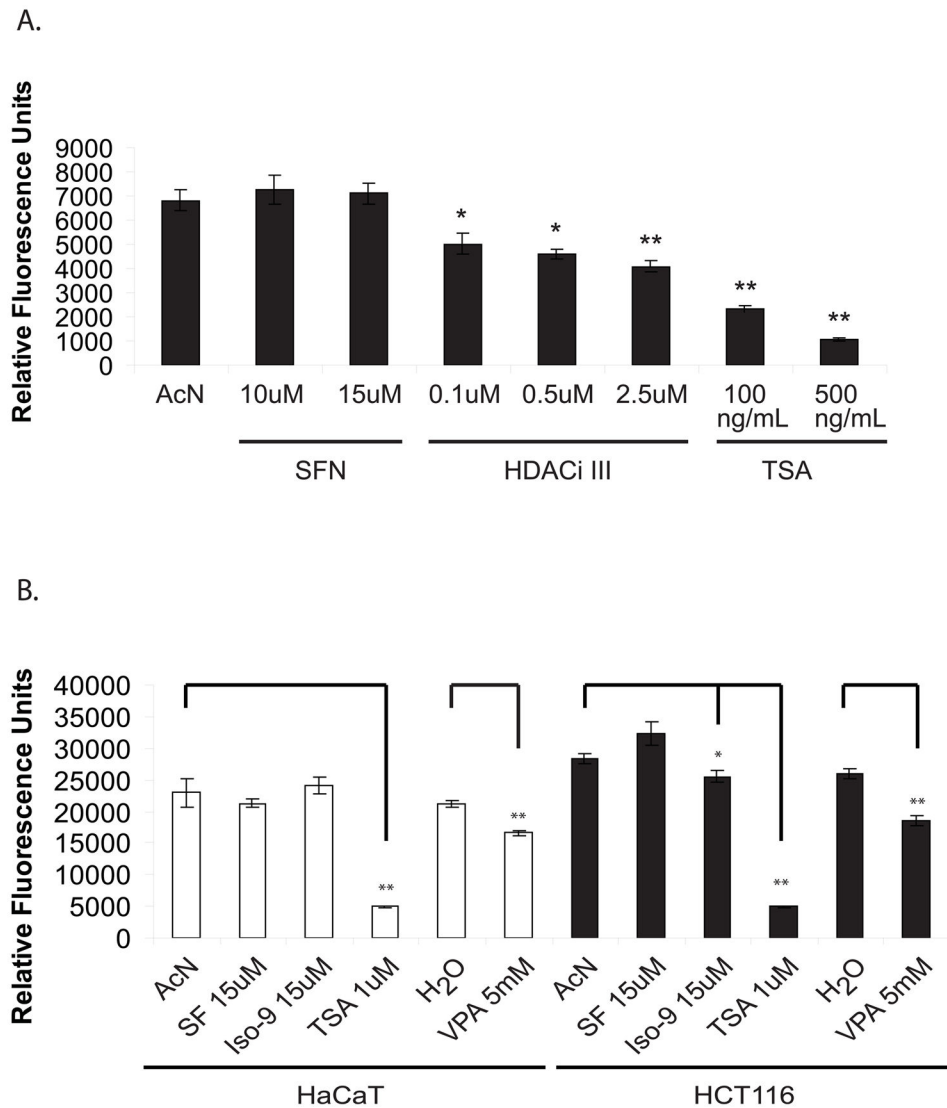 A.
Relative Fluorescence Units
9000
8000
7000
6000
5000
4000
3000
2000
1000
0
* * ** ** **
AcN 10uM 15uM 0.1uM 0.5uM 2.5uM 100 500
ng/mL ng/mL
SFN HDACi III TSA
B.
Relative Fluorescence Units
40000
35000
30000
25000
20000
15000
10000
5000
0
** ** * ** **
AcN SF 15uM Iso-9 15uM TSA 1uM H2O VPA 5mM AcN SF 15uM Iso-9 15uM TSA 1uM H2O VPA 5mM
HaCaT HCT116